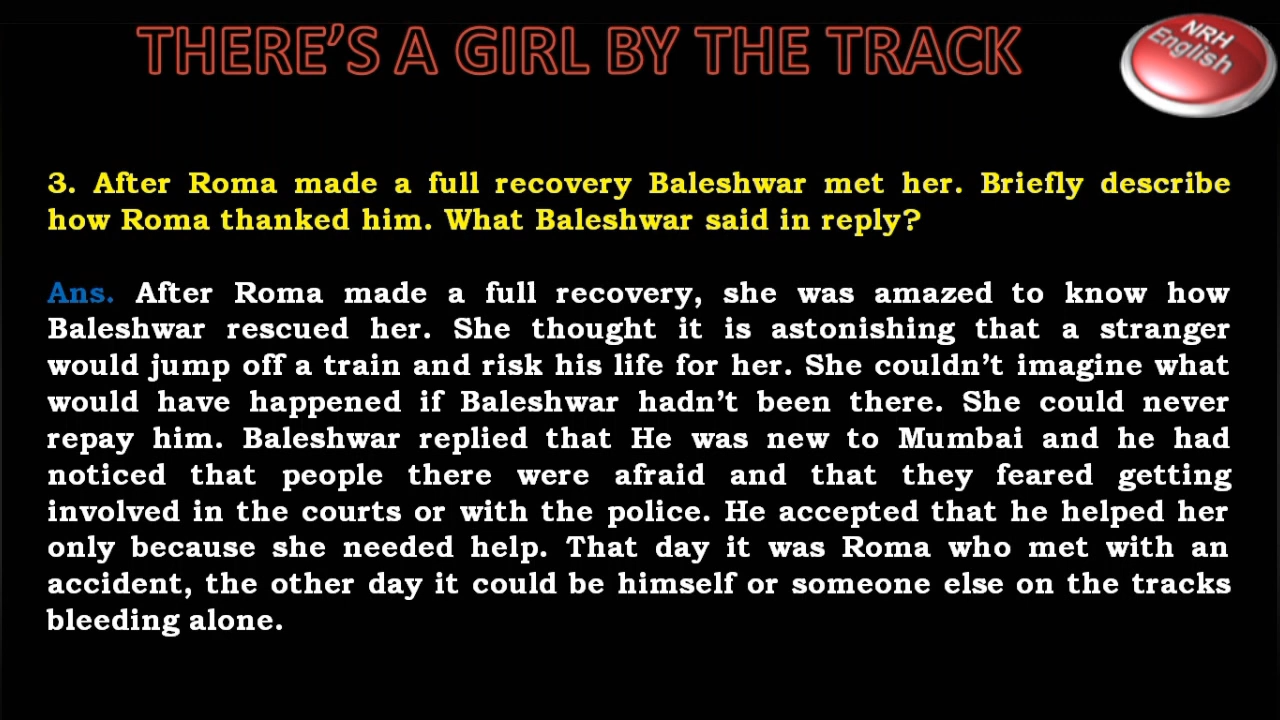 THERE'S A GIRL BY THE TRACK
NRH
English
3. After Roma made a full recovery Baleshwar met her. Briefly describe
how Roma thanked him. What Baleshwar said in reply?
Ans. After Roma made a full recovery, she was amazed to know how
Baleshwar rescued her. She thought it is astonishing that a stranger
would jump off a train and risk his life for her. She couldn't imagine what
would have happened if Baleshwar hadn't been there. She could never
repay him. Baleshwar replied that He was new to Mumbai and he had
noticed that people there were afraid and that they feared getting
involved in the courts or with the police. He accepted that he helped her
only because she needed help. That day it was Roma who met with an
accident, the other day it could be himself or someone else on the tracks
bleeding alone.